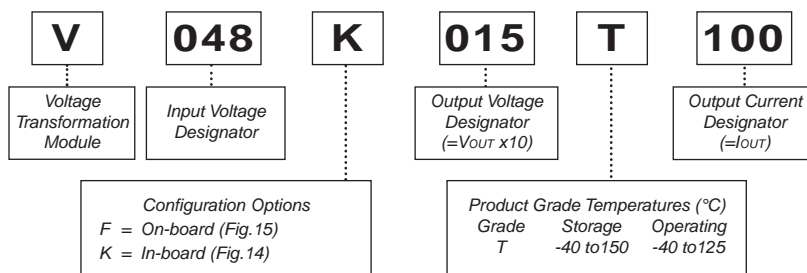 V 048 K 015 T 100
Voltage
Transformation
Module
Input Voltage
Designator
Output Voltage
Designator
(=VOUT x10)
Output Current
Designator
(=IOUT)
Configuration Options
F = On-board (Fig.15)
K = In-board (Fig.14)
Product Grade Temperatures (°C)
Grade Storage Operating
T -40 to150 -40 to125